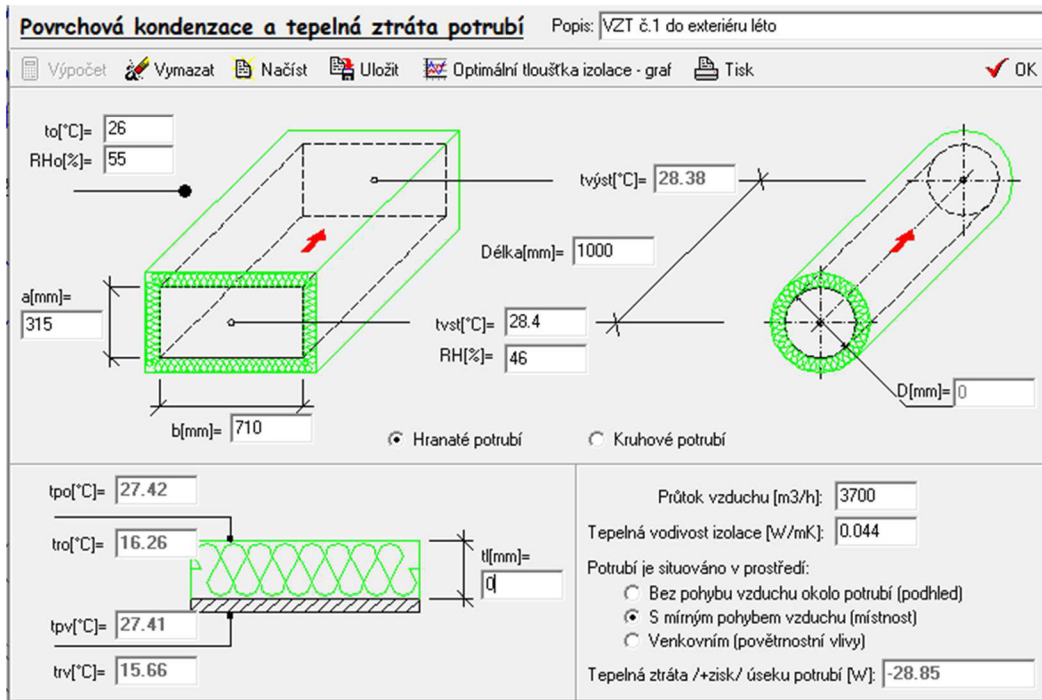 Povrchová kondenzace a tepelná ztráta potrubí Popis: VZT č.1 do exteriéru léto
Výpočet Vymazat Načíst Uložit Optimální tloušťka izolace - graf Tisk OK
to[°C]= 26
RHo[%]= 55
tvýst[°C]= 28.38
Délka[mm]= 1000
a[mm]=
315
tvst[°C]= 28.4
RH[%]= 46
D[mm]= 0
b[mm]= 710
Hranaté potrubí Kruhové potrubí
tpo[°C]= 27.42
tro[°C]= 16.26
tl[mm]=
0
tpv[°C]= 27.41
trv[°C]= 15.66
Průtok vzduchu [m3/h]: 3700
Tepelná vodivost izolace [W/mK]: 0.044
Potrubí je situováno v prostředí:
Bez pohybu vzduchu okolo potrubí (podhled)
S mírným pohybem vzduchu (místnost)
Venkovním (povětrnostní vlivy)
Tepelná ztráta /+zisk/ úseku potrubí [W]: -28.85